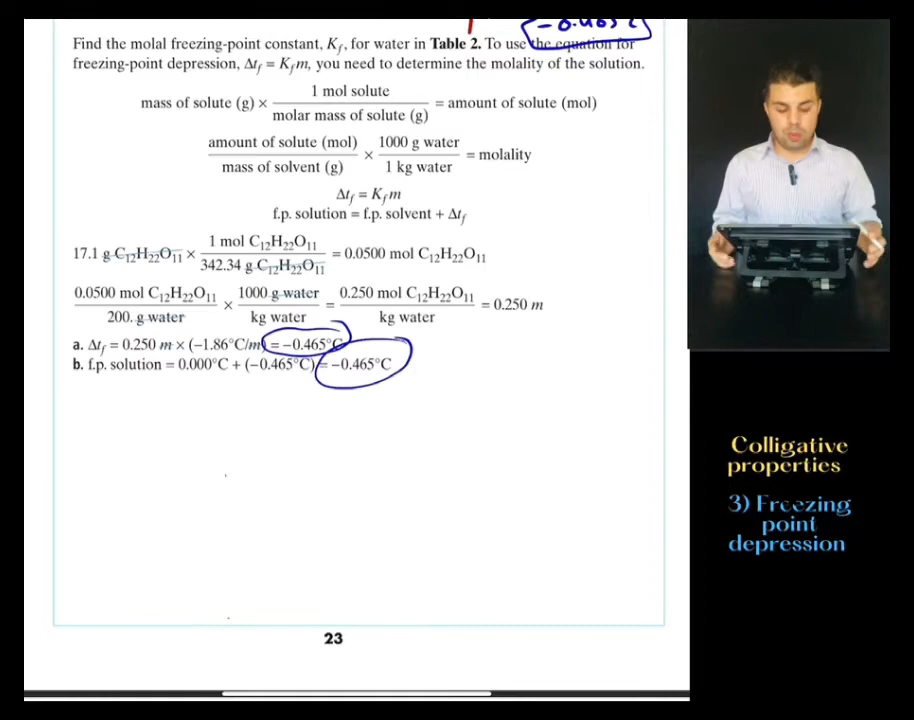 -0.465 C
Find the molal freezing-point constant, Kf, for water in Table 2. To use the equation for
freezing-point depression, Δtf = Kfm, you need to determine the molality of the solution.
mass of solute (g) × 1 mol solute / molar mass of solute (g) = amount of solute (mol)
amount of solute (mol) / mass of solvent (g) × 1000 g water / 1 kg water = molality
Δtf = Kfm
f.p. solution = f.p. solvent + Δtf
17.1 g C12H22O11 × 1 mol C12H22O11 / 342.34 g C12H22O11 = 0.0500 mol C12H22O11
0.0500 mol C12H22O11 / 200. g water × 1000 g water / kg water = 0.250 mol C12H22O11 / kg water = 0.250 m
a. Δtf = 0.250 m × (−1.86°C/m) = −0.465°C
b. f.p. solution = 0.000°C + (−0.465°C) = −0.465°C
23
Colligative
properties
3) Freezing
point
depression